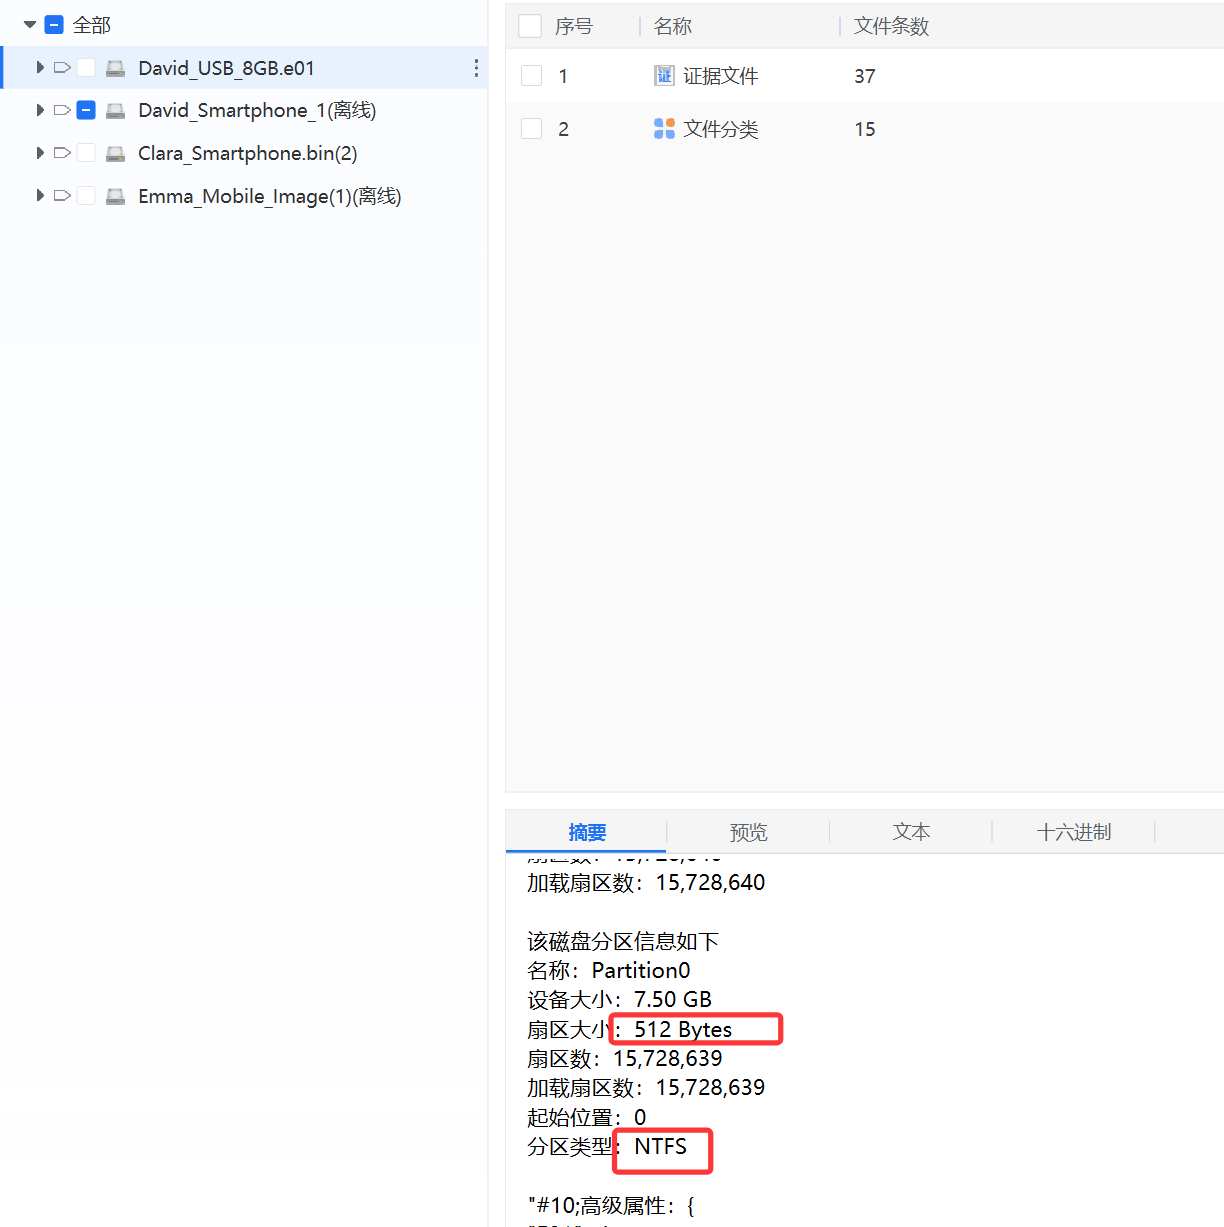 全部
David_USB_8GB.e01
David_Smartphone_1(离线)
Clara_Smartphone.bin(2)
Emma_Mobile_Image(1)(离线)
序号 名称 文件条数
1 证据文件 37
2 文件分类 15
摘要 预览 文本 十六进制
加载扇区数：15,728,640
该磁盘分区信息如下
名称：Partition0
设备大小：7.50 GB
扇区大小：512 Bytes
扇区数：15,728,639
加载扇区数：15,728,639
起始位置：0
分区类型：NTFS
"#10;高级属性：{